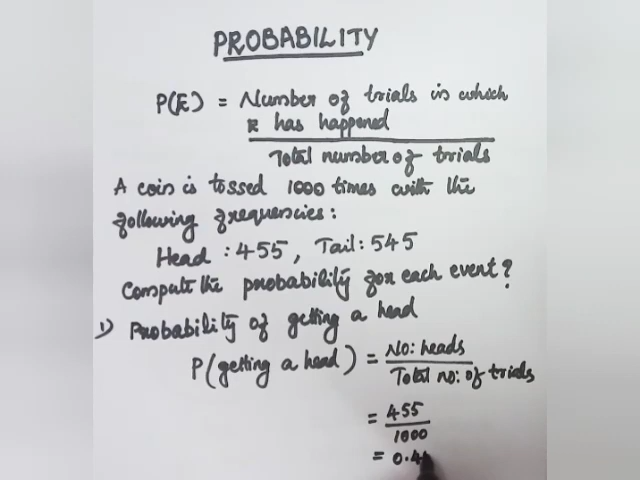 PROBABILITY
P(E) = Number of trials in which
E has happened
Total number of trials
A coin is tossed 1000 times with the
following frequencies:
Head : 455, Tail: 545
Compute the probability for each event?
1) Probability of getting a head
P(getting a head) = No: heads
Total no: of trials
= 455
1000
= 0.4